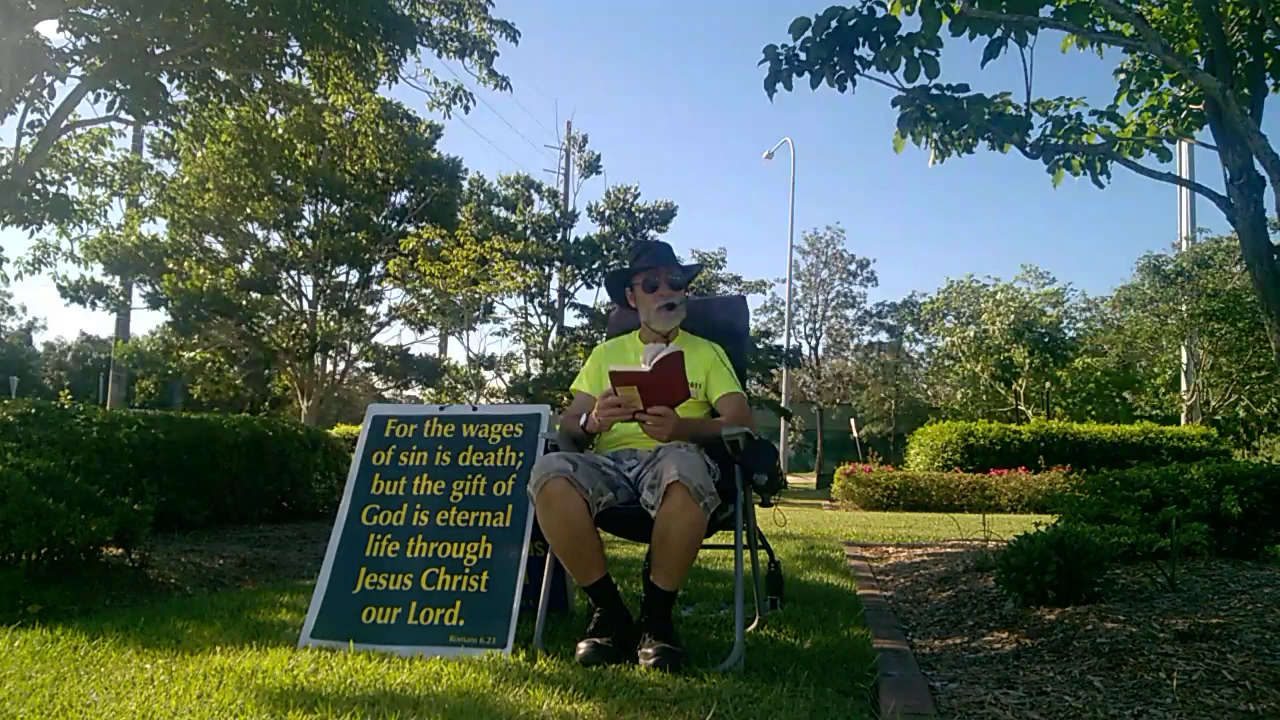 For the wages
of sin is death;
but the gift of
God is eternal
life through
Jesus Christ
our Lord.
Romans 6.23